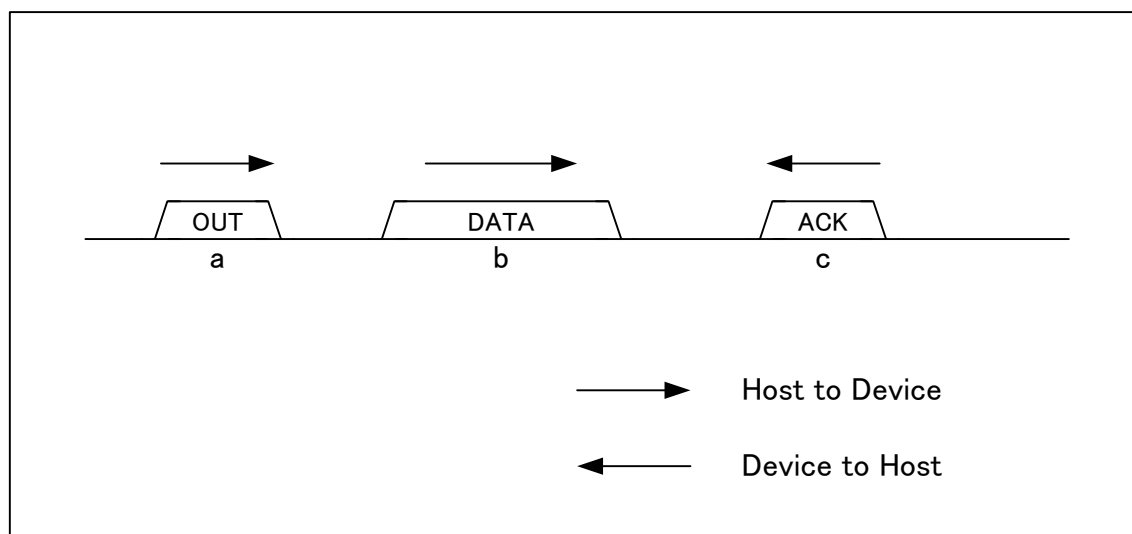 OUT DATA ACK
a b c
Host to Device
Device to Host